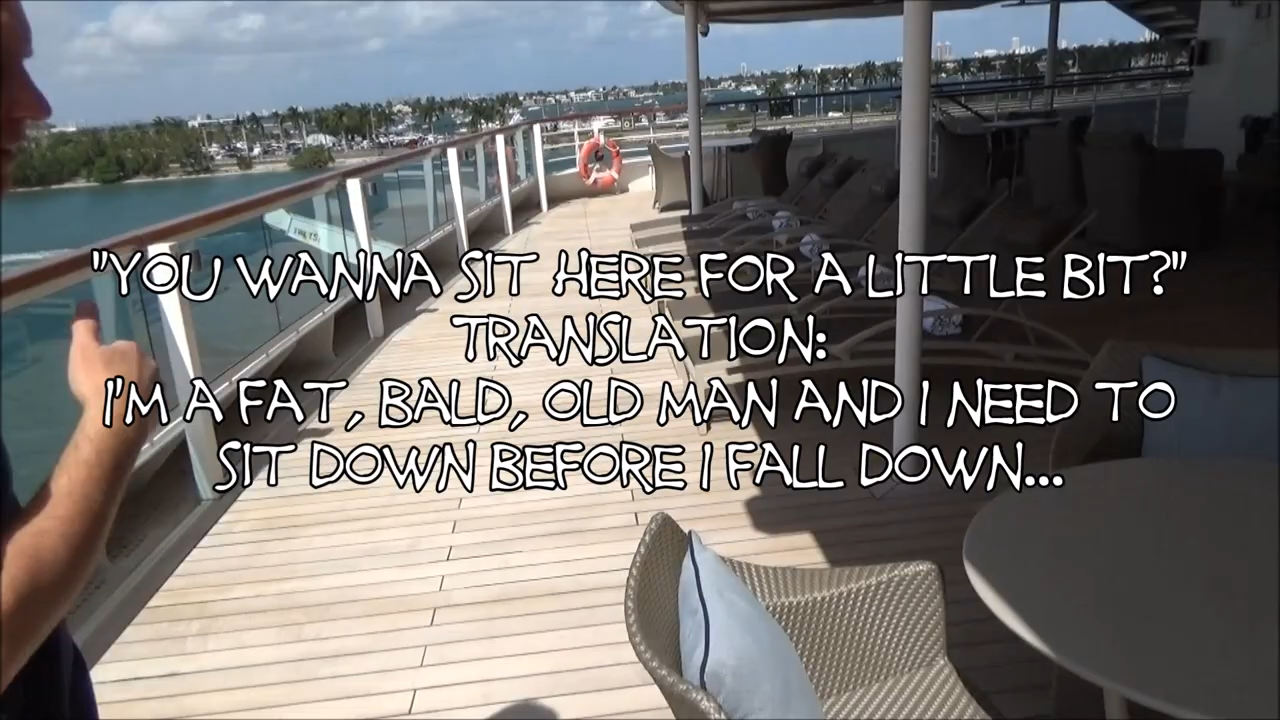 "YOU WANNA SIT HERE FOR A LITTLE BIT?"
TRANSLATION:
I'M A FAT, BALD, OLD MAN AND I NEED TO
SIT DOWN BEFORE I FALL DOWN...